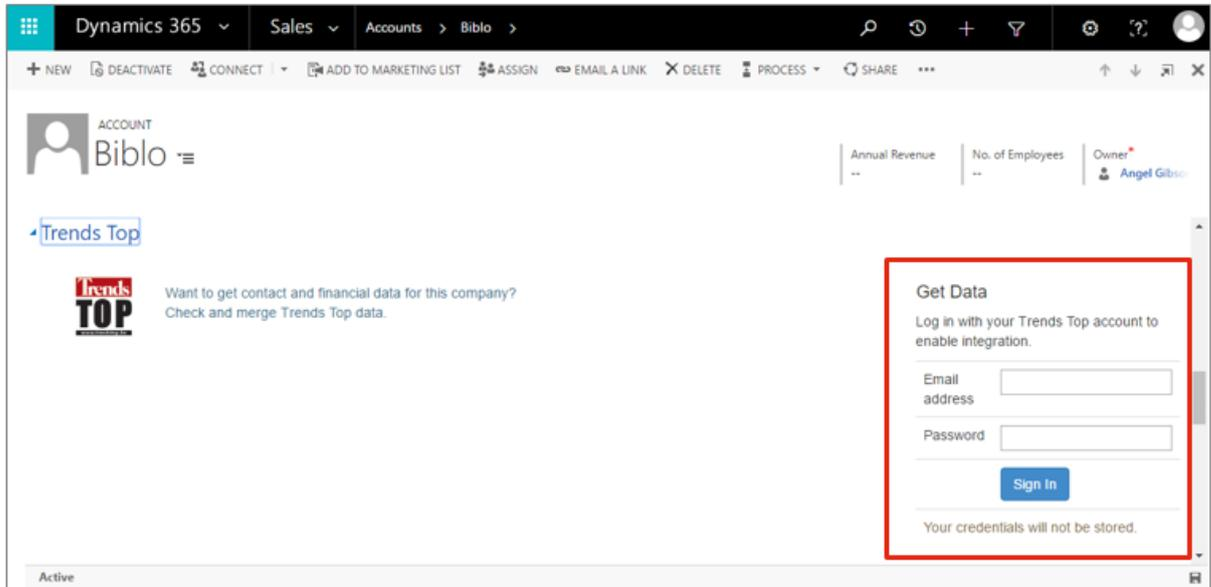 Dynamics 365 Sales Accounts > Biblo >
NEW DEACTIVATE CONNECT ADD TO MARKETING LIST ASSIGN EMAIL A LINK DELETE PROCESS SHARE ...
ACCOUNT
Biblo
Annual Revenue No. of Employees Owner*
-- -- Angel Gibso
Trends Top
Trends
TOP
Want to get contact and financial data for this company?
Check and merge Trends Top data.
Get Data
Log in with your Trends Top account to
enable integration.
Email
address
Password
Sign In
Your credentials will not be stored.
Active